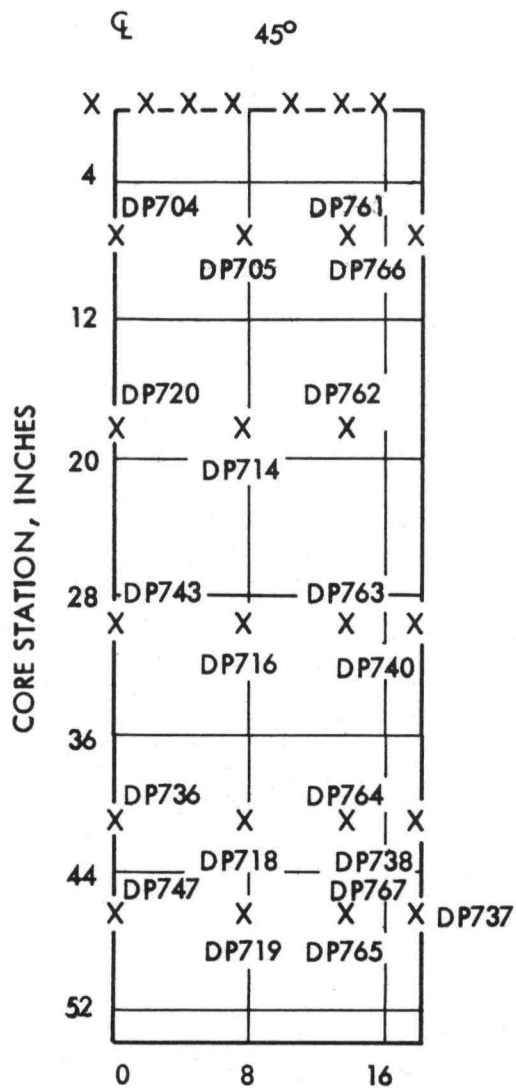 ℄ 45°
X X X X X X X
4
DP704 DP761
X X X X
DP705 DP766
12
DP720 DP762
X X X
DP714
20
CORE STATION, INCHES
28 DP743 DP763
X X X X
DP716 DP740
36
DP736 DP764
X X X X
DP718 DP738
44
DP747 DP767
X X X X DP737
DP719 DP765
52
0 8 16